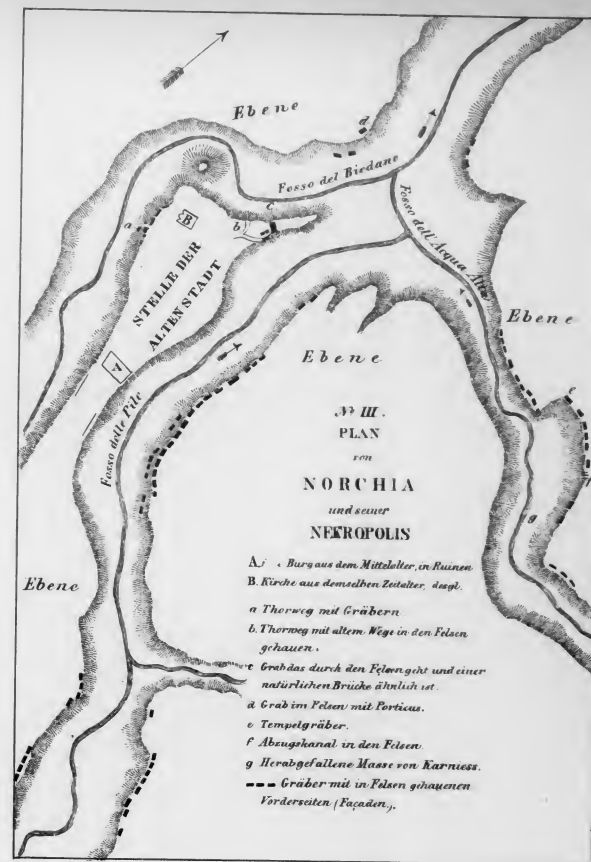 Ebene
d
Fosso del Biedano
Fosso dell'Acqua Alta
B
a
b
c
STELLE DER
ALTEN STADT
Ebene
Ebene
A
Fosso delle Pile
e
f
g
Ebene
No III.
PLAN
von
NORCHIA
und seiner
NEKROPOLIS
A. Burg aus dem Mittelalter, in Ruinen
B. Kirche aus demselben Zeitalter, desgl.
a Thorweg mit Gräbern
b. Thorweg mit altem Wege in den Felsen
gehauen.
c Grab das durch den Felsen geht und einer
natürlichen Brücke ähnlich ist.
d Grab im Felsen mit Porticus.
e Tempelgräber.
f Abzugskanal in den Felsen.
g Herabgefallene Masse von Karniess.
Gräber mit in Felsen gehauenen
Vorderseiten (Façaden).